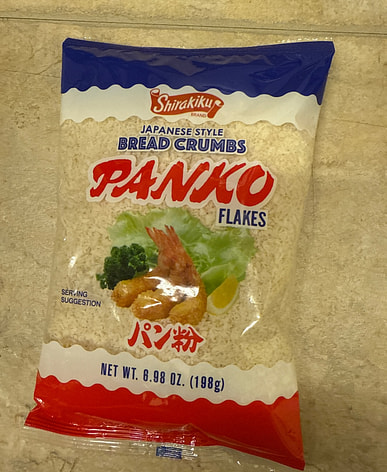 Shirakiku
BRAND
JAPANESE STYLE
BREAD CRUMBS
PANKO
FLAKES
SERVING
SUGGESTION
パン粉
NET WT. 6.98 OZ. (198g)